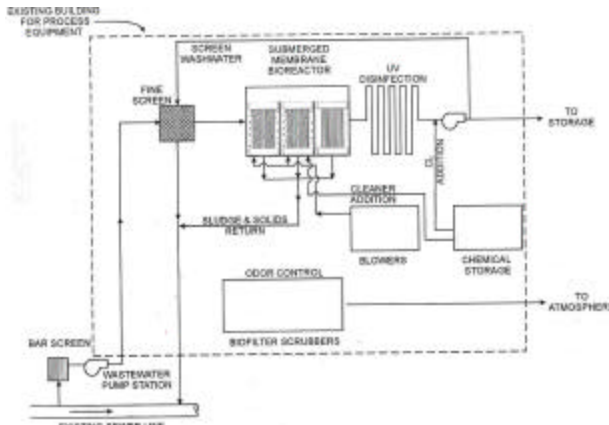 EXISTING BUILDING
FOR PROCESS
EQUIPMENT
SCREEN
WASHWATER
SUBMERGED
MEMBRANE
BIOREACTOR
UV
DISINFECTION
FINE
SCREEN
TO
STORAGE
CL
ADDITION
CLEANER
ADDITION
SLUDGE & SOLIDS
RETURN
BLOWERS
CHEMICAL
STORAGE
ODOR CONTROL
BIOFILTER SCRUBBERS
TO
ATMOSPHERE
BAR SCREEN
WASTEWATER
PUMP STATION